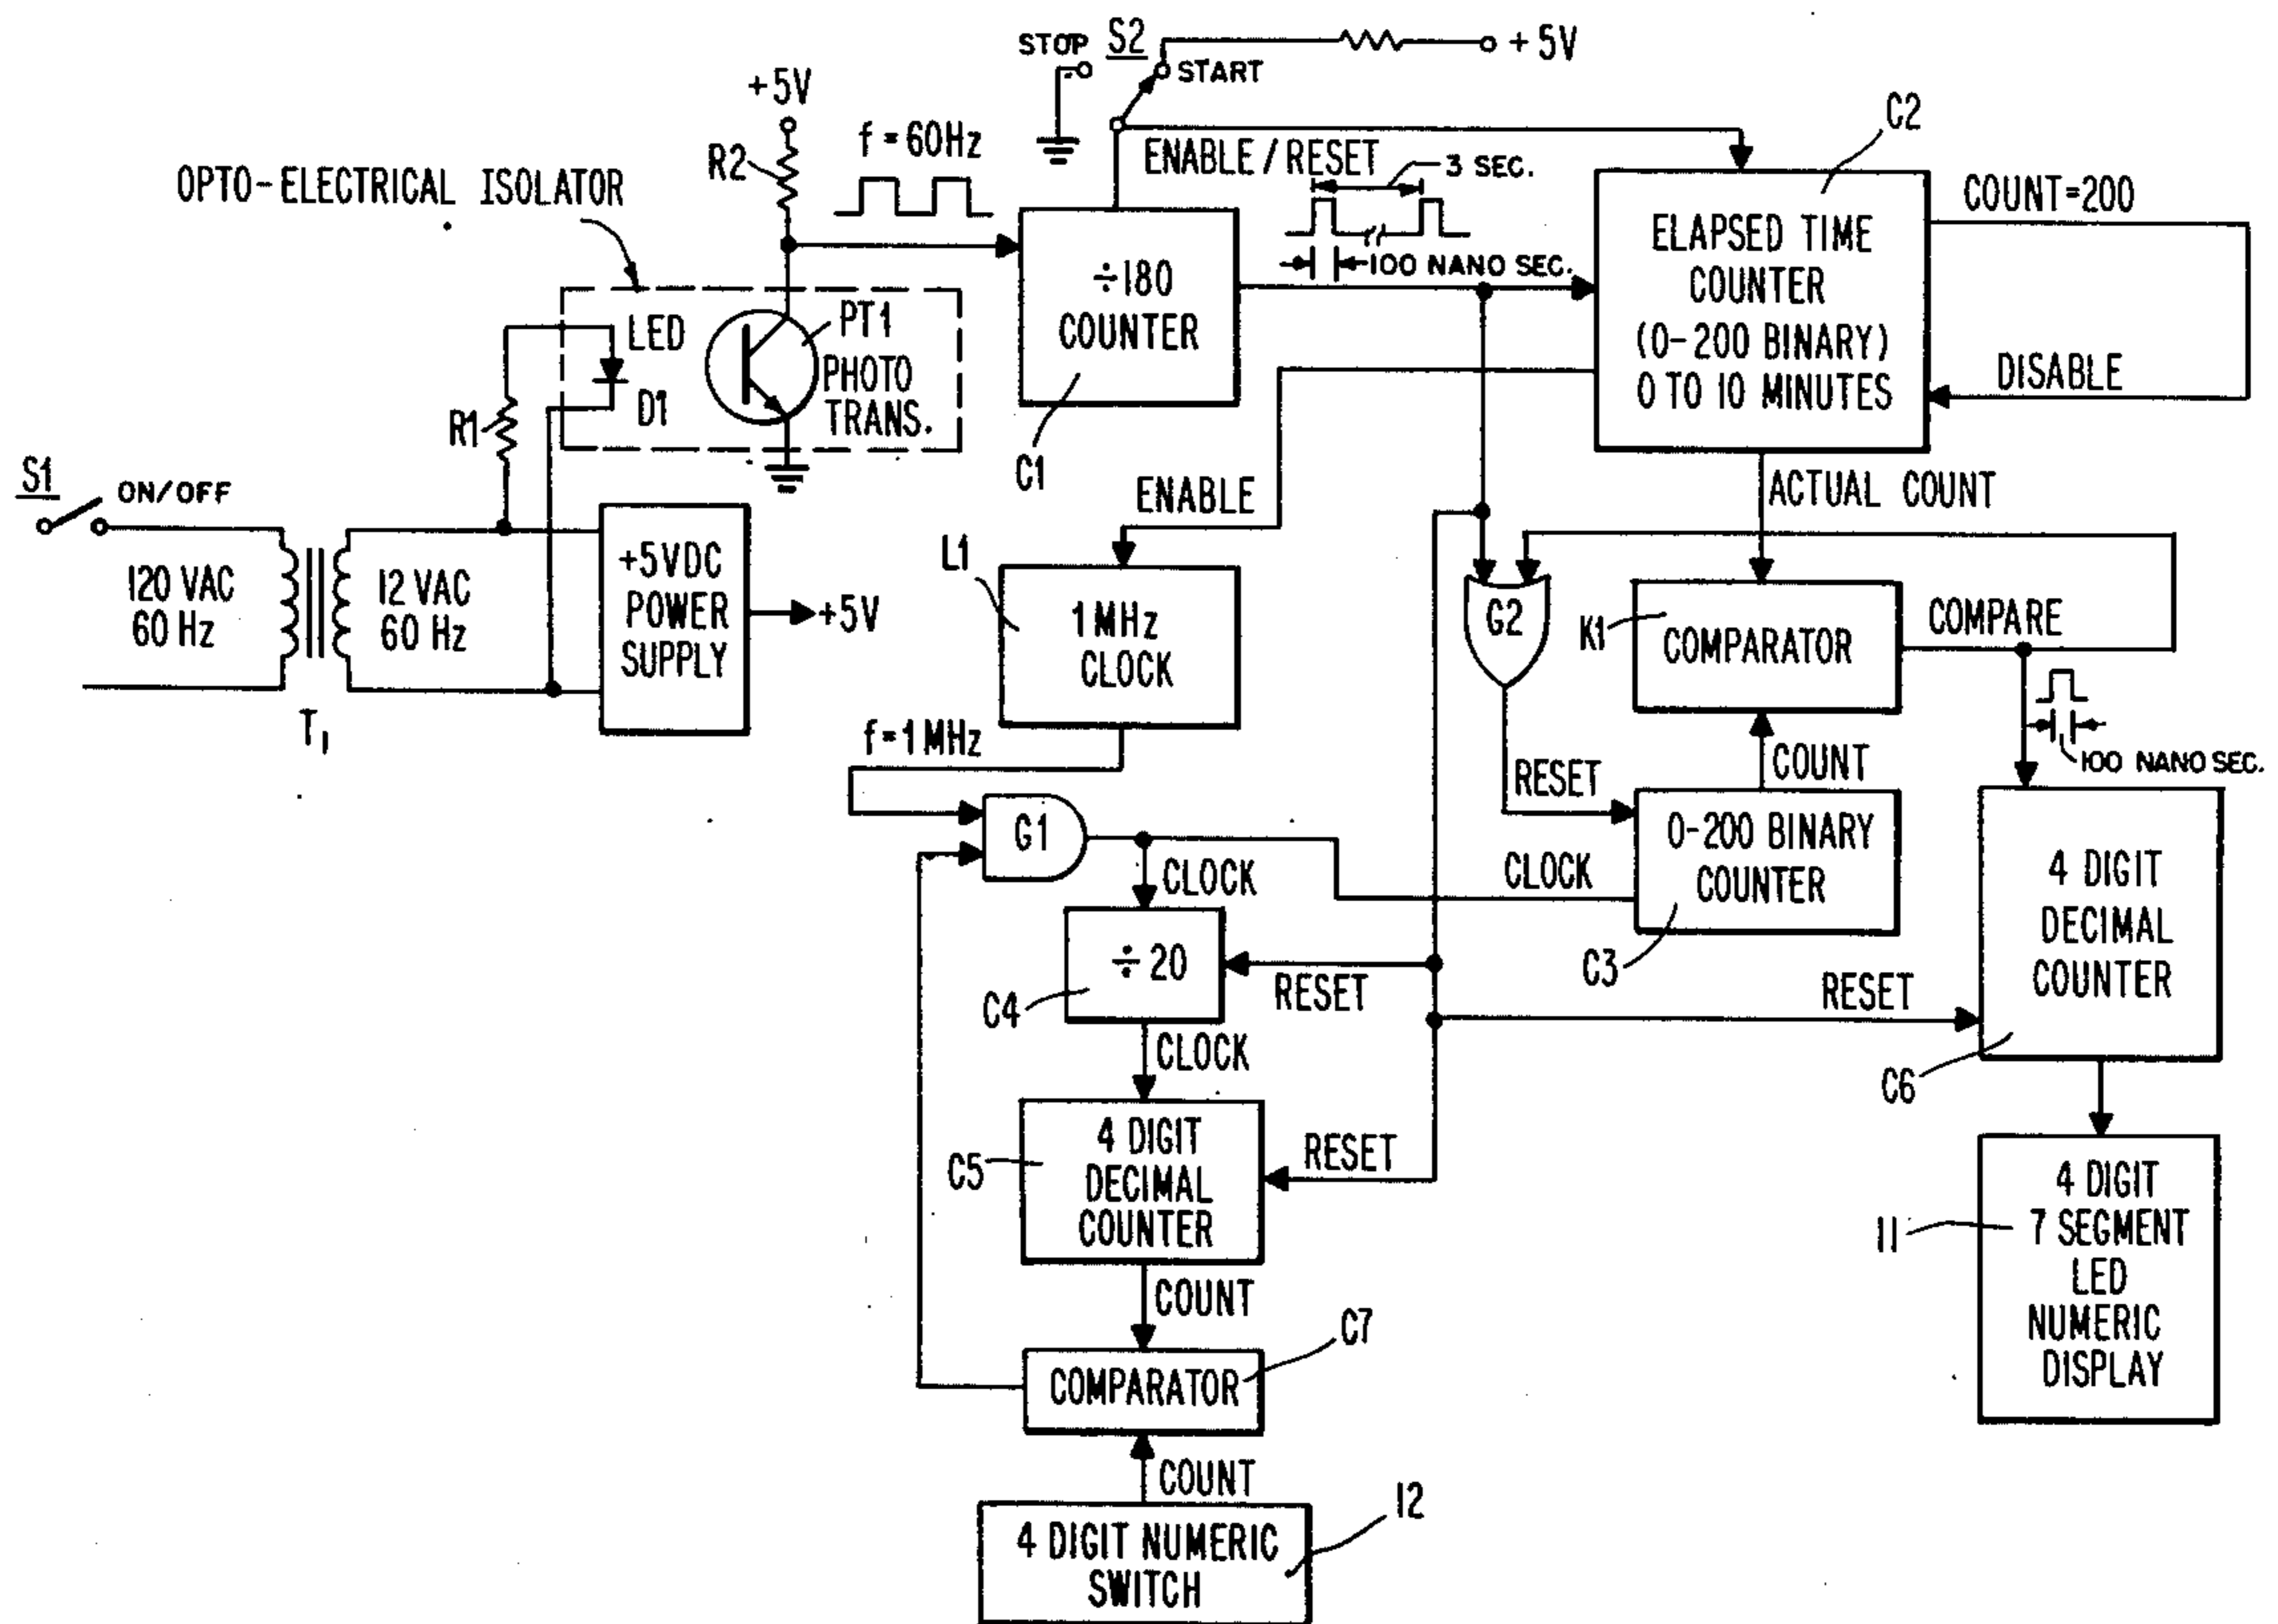 STOP S2 START +5V
+5V
f = 60Hz
R2
OPTO-ELECTRICAL ISOLATOR
ENABLE/RESET
3 SEC.
100 NANO SEC.
C2
COUNT=200
ELAPSED TIME
COUNTER
(0-200 BINARY)
0 TO 10 MINUTES
DISABLE
÷180
COUNTER
C1
LED
D1
PT1
PHOTO
TRANS.
R1
S1 ON/OFF
120 VAC
60 Hz
T1
12 VAC
60 Hz
+5VDC
POWER
SUPPLY
+5V
ENABLE
ACTUAL COUNT
L1
1 MHz
CLOCK
G2
K1
COMPARATOR
COMPARE
100 NANO SEC.
f = 1 MHz
RESET
COUNT
G1
CLOCK
CLOCK
0-200 BINARY
COUNTER
C3
4 DIGIT
DECIMAL
COUNTER
C6
÷ 20
C4
RESET
RESET
CLOCK
4 DIGIT
DECIMAL
COUNTER
C5
RESET
4 DIGIT
7 SEGMENT
LED
NUMERIC
DISPLAY
11
COUNT
C7
COMPARATOR
COUNT
12
4 DIGIT NUMERIC
SWITCH